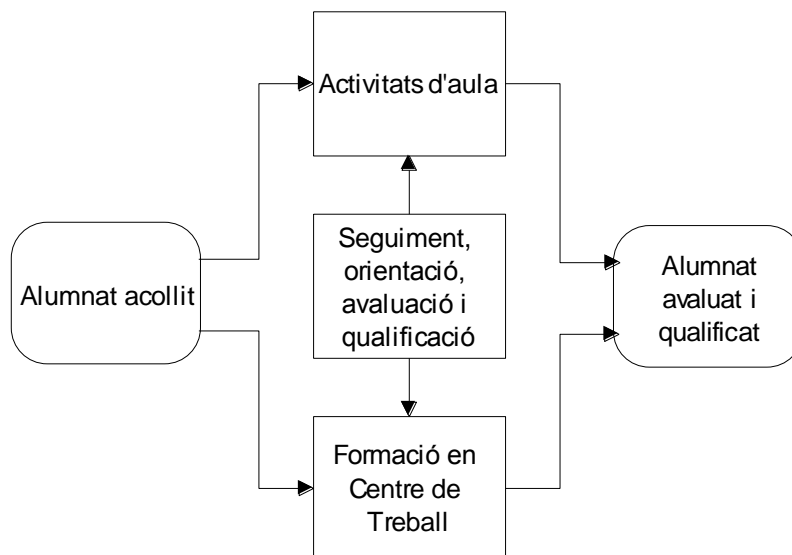 Activitats d'aula
Alumnat acollit
Seguiment,
orientació,
avaluació i
qualificació
Alumnat
avaluat i
qualificat
Formació en
Centre de
Treball